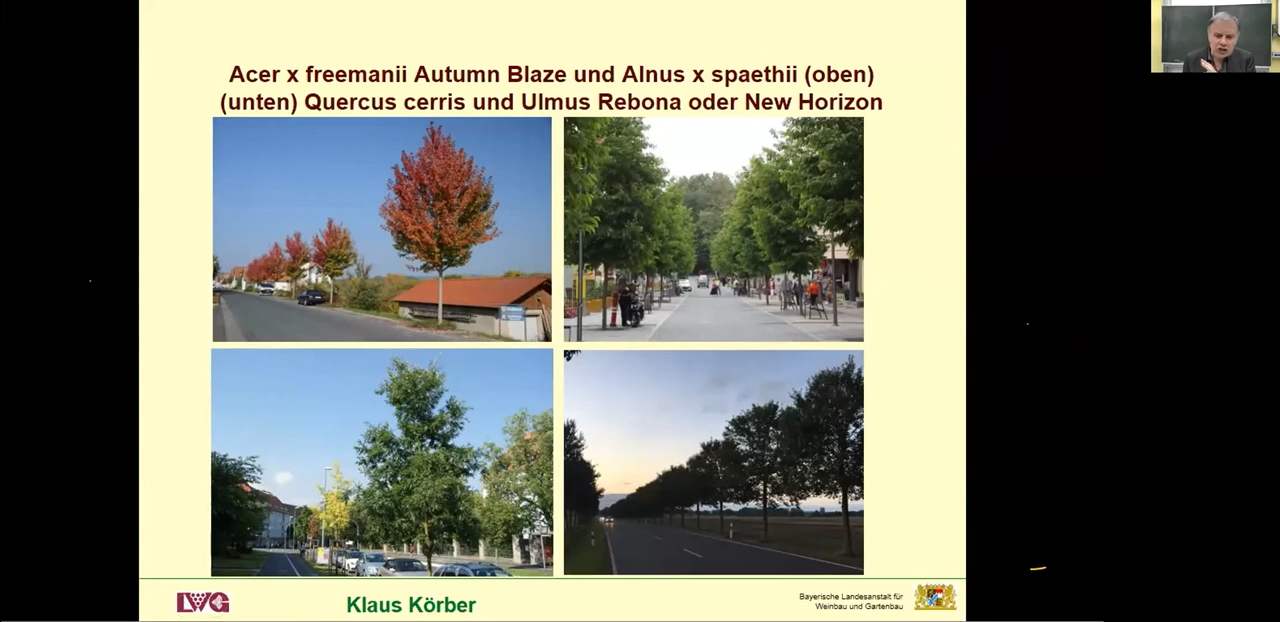 Acer x freemanii Autumn Blaze und Alnus x spaethii (oben)
(unten) Quercus cerris und Ulmus Rebona oder New Horizon
LWG
Klaus Körber
Bayerische Landesanstalt für
Weinbau und Gartenbau